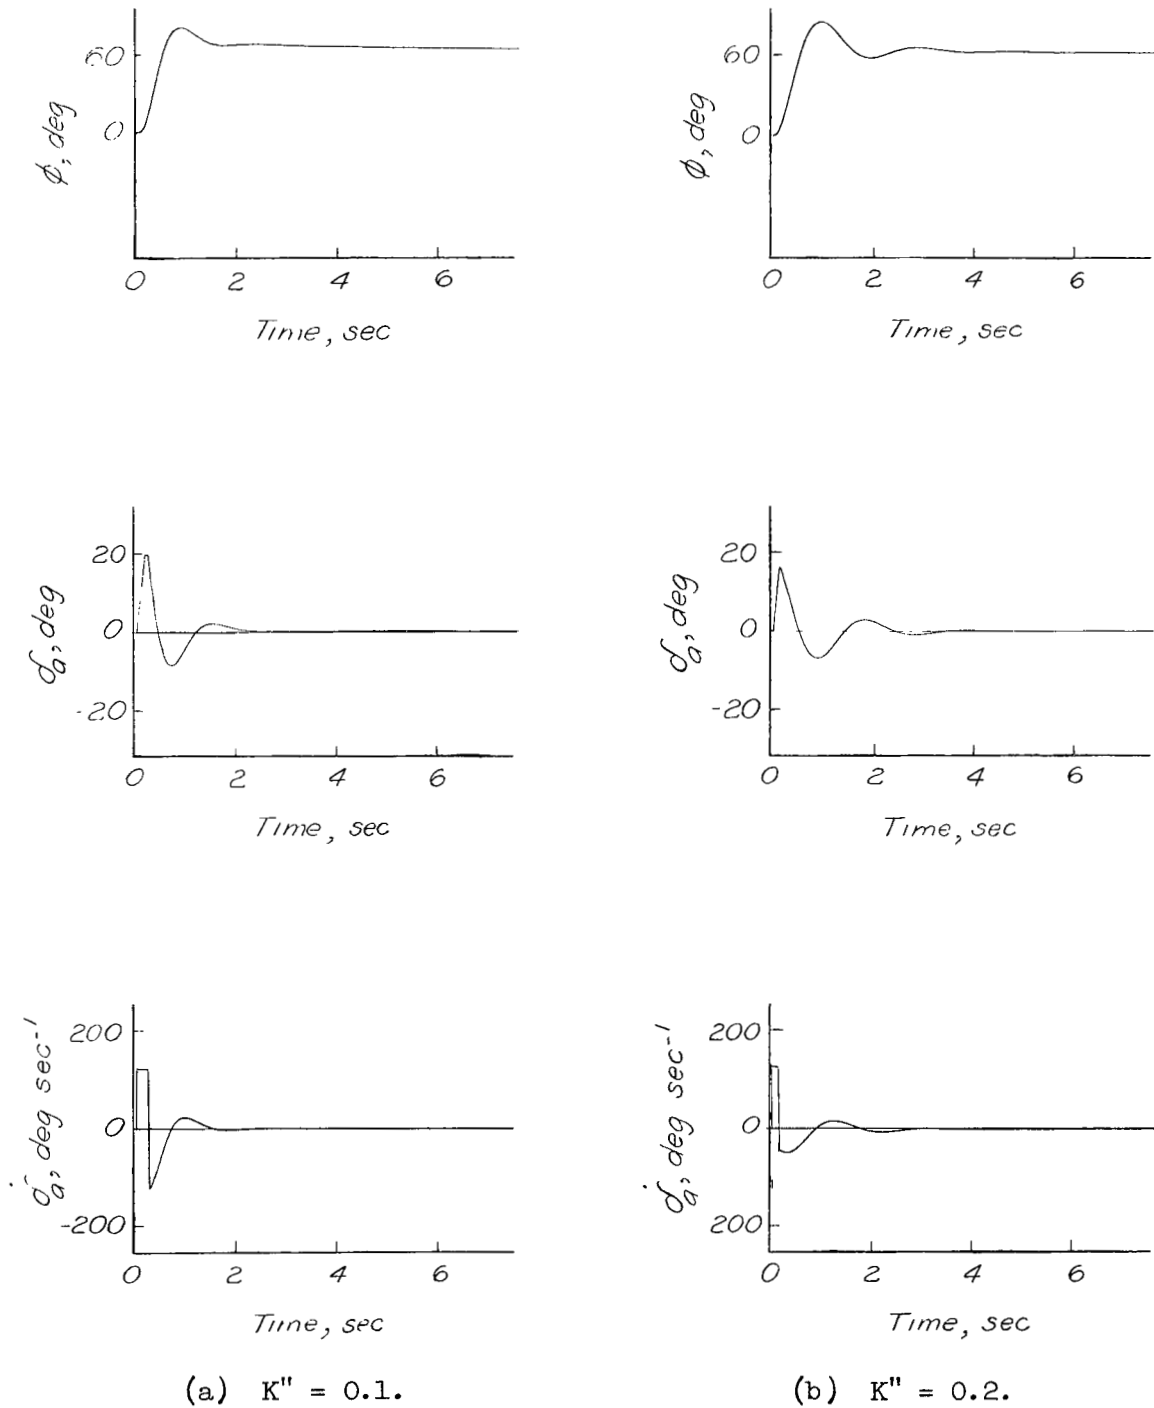 60
0
ϕ, deg
0 2 4 6
Time, sec
60
0
ϕ, deg
0 2 4 6
Time, sec
20
0
-20
δa, deg
0 2 4 6
Time, sec
20
0
-20
δa, deg
0 2 4 6
Time, sec
200
0
-200
δ̇a, deg sec⁻¹
0 2 4 6
Time, sec
(a) K" = 0.1.
200
0
200
δ̇a, deg sec⁻¹
0 2 4 6
Time, sec
(b) K" = 0.2.